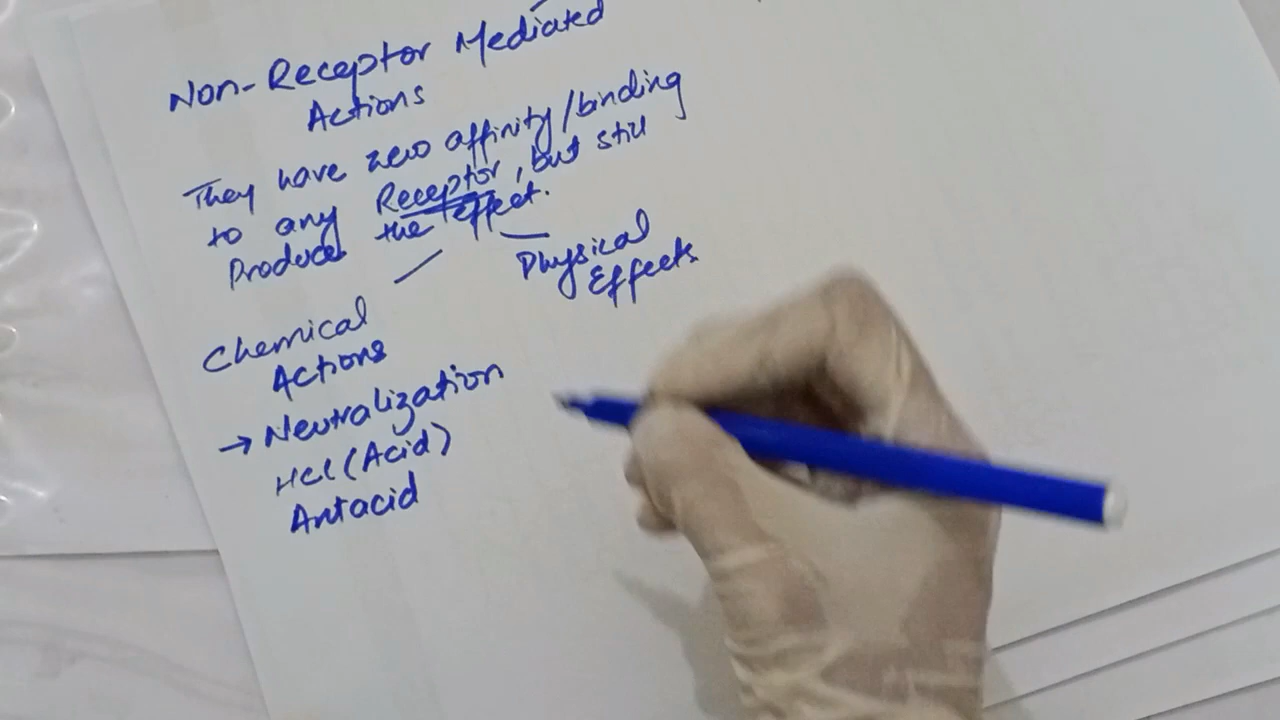 Non-Receptor Mediated
Actions
They have zero affinity/binding
to any Receptor, but still
Produces the effect.
Physical
Effects
Chemical
Actions
→ Neutralization
HCl (Acid)
Antacid